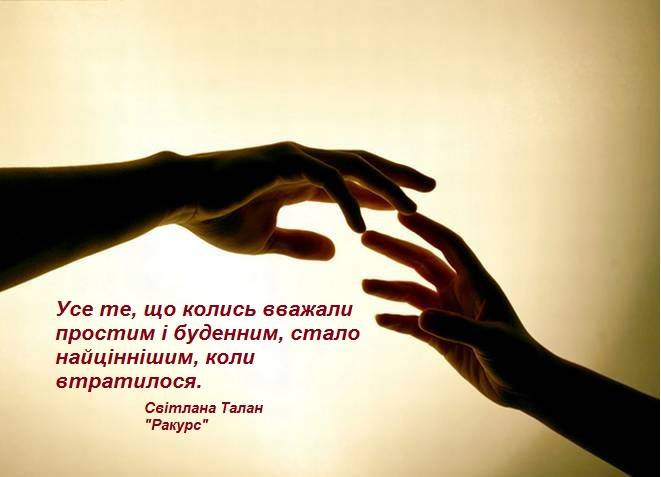 Усе те, що колись вважали
простим і буденним, стало
найціннішим, коли
втратилося.
Світлана Талан
"Ракурс"